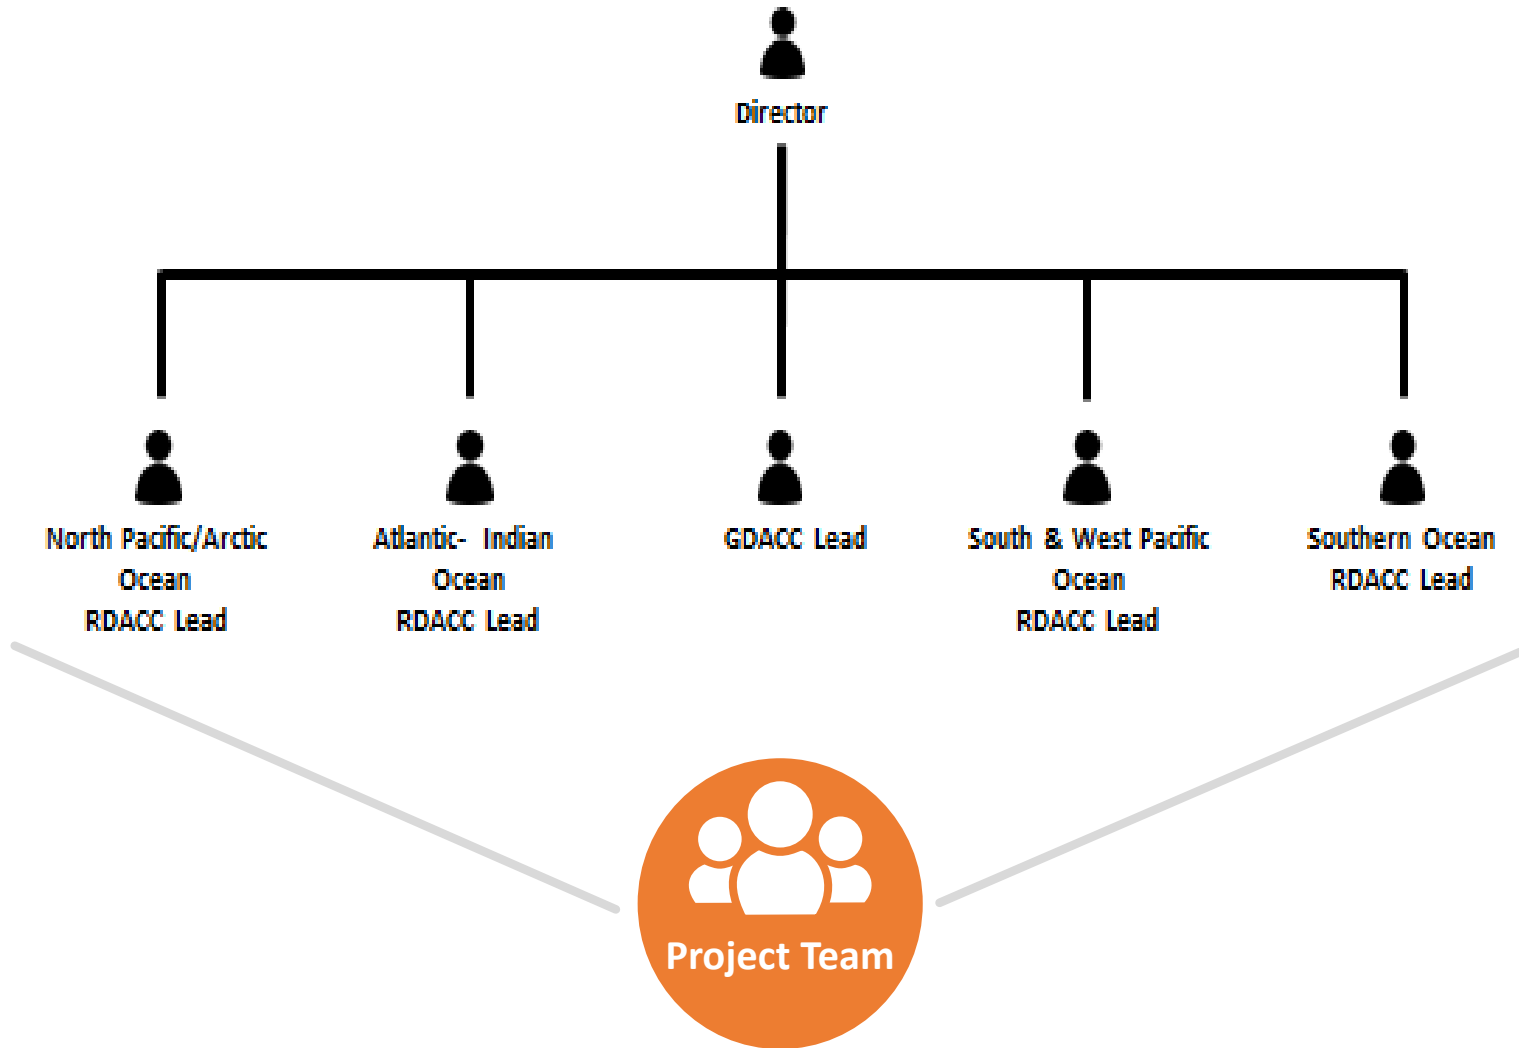 Director
North Pacific/Arctic
Ocean
RDACC Lead
Atlantic- Indian
Ocean
RDACC Lead
GDACC Lead
South & West Pacific
Ocean
RDACC Lead
Southern Ocean
RDACC Lead
Project Team